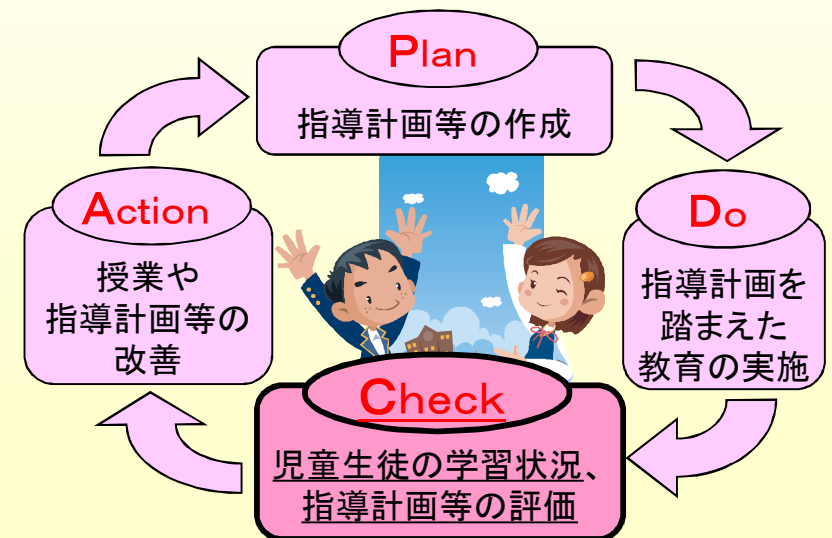 Plan
指導計画等の作成
Do
指導計画を
踏まえた
教育の実施
Check
児童生徒の学習状況、
指導計画等の評価
Action
授業や
指導計画等の
改善